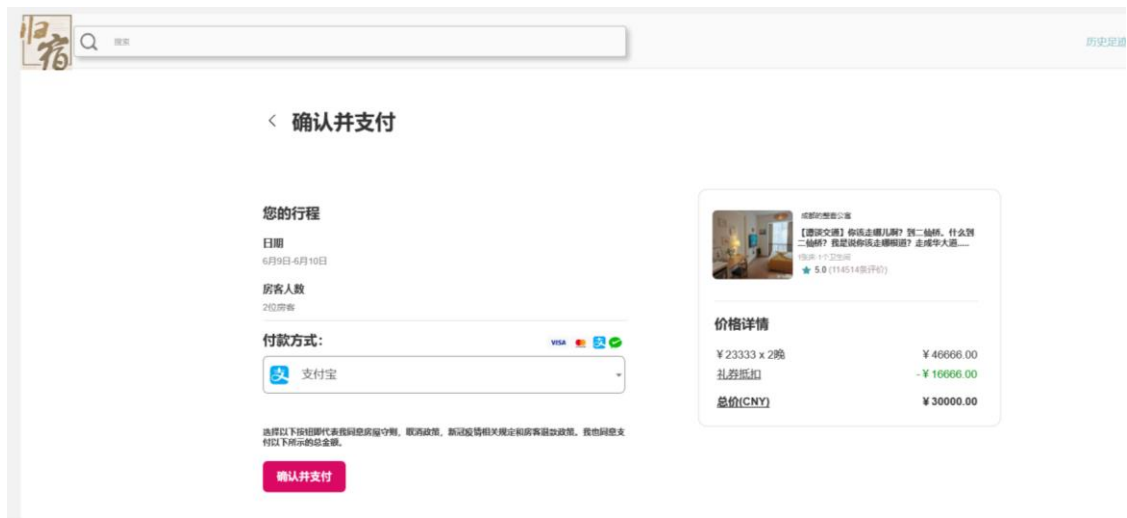 归宿
搜索
历史足迹
确认并支付
您的行程
日期
6月9日-6月10日
房客人数
2位房客
付款方式:
VISA
支付宝
选择以下按钮即代表我同意房屋守则、取消政策、新冠疫情相关规定和房客退款政策。我也同意支
付以下所示的总金额。
确认并支付
成都的整套公寓
【谭谈交通】你该走哪儿啊?到二仙桥。什么到
二仙桥?我是说你该走哪根道?走成华大道......
1张床·1个卫生间
5.0 (114514条评价)
价格详情
¥23333 x 2晚 ¥ 46666.00
礼券抵扣 -¥ 16666.00
总价(CNY) ¥ 30000.00